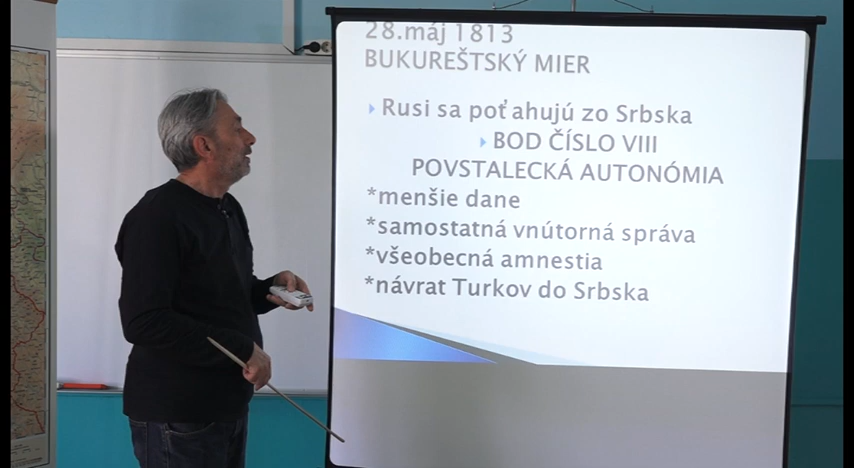 28.máj 1813
BUKUREŠTSKÝ MIER
Rusi sa poťahujú zo Srbska
BOD ČÍSLO VIII
POVSTALECKÁ AUTONÓMIA
*menšie dane
*samostatná vnútorná správa
*všeobecná amnestia
*návrat Turkov do Srbska